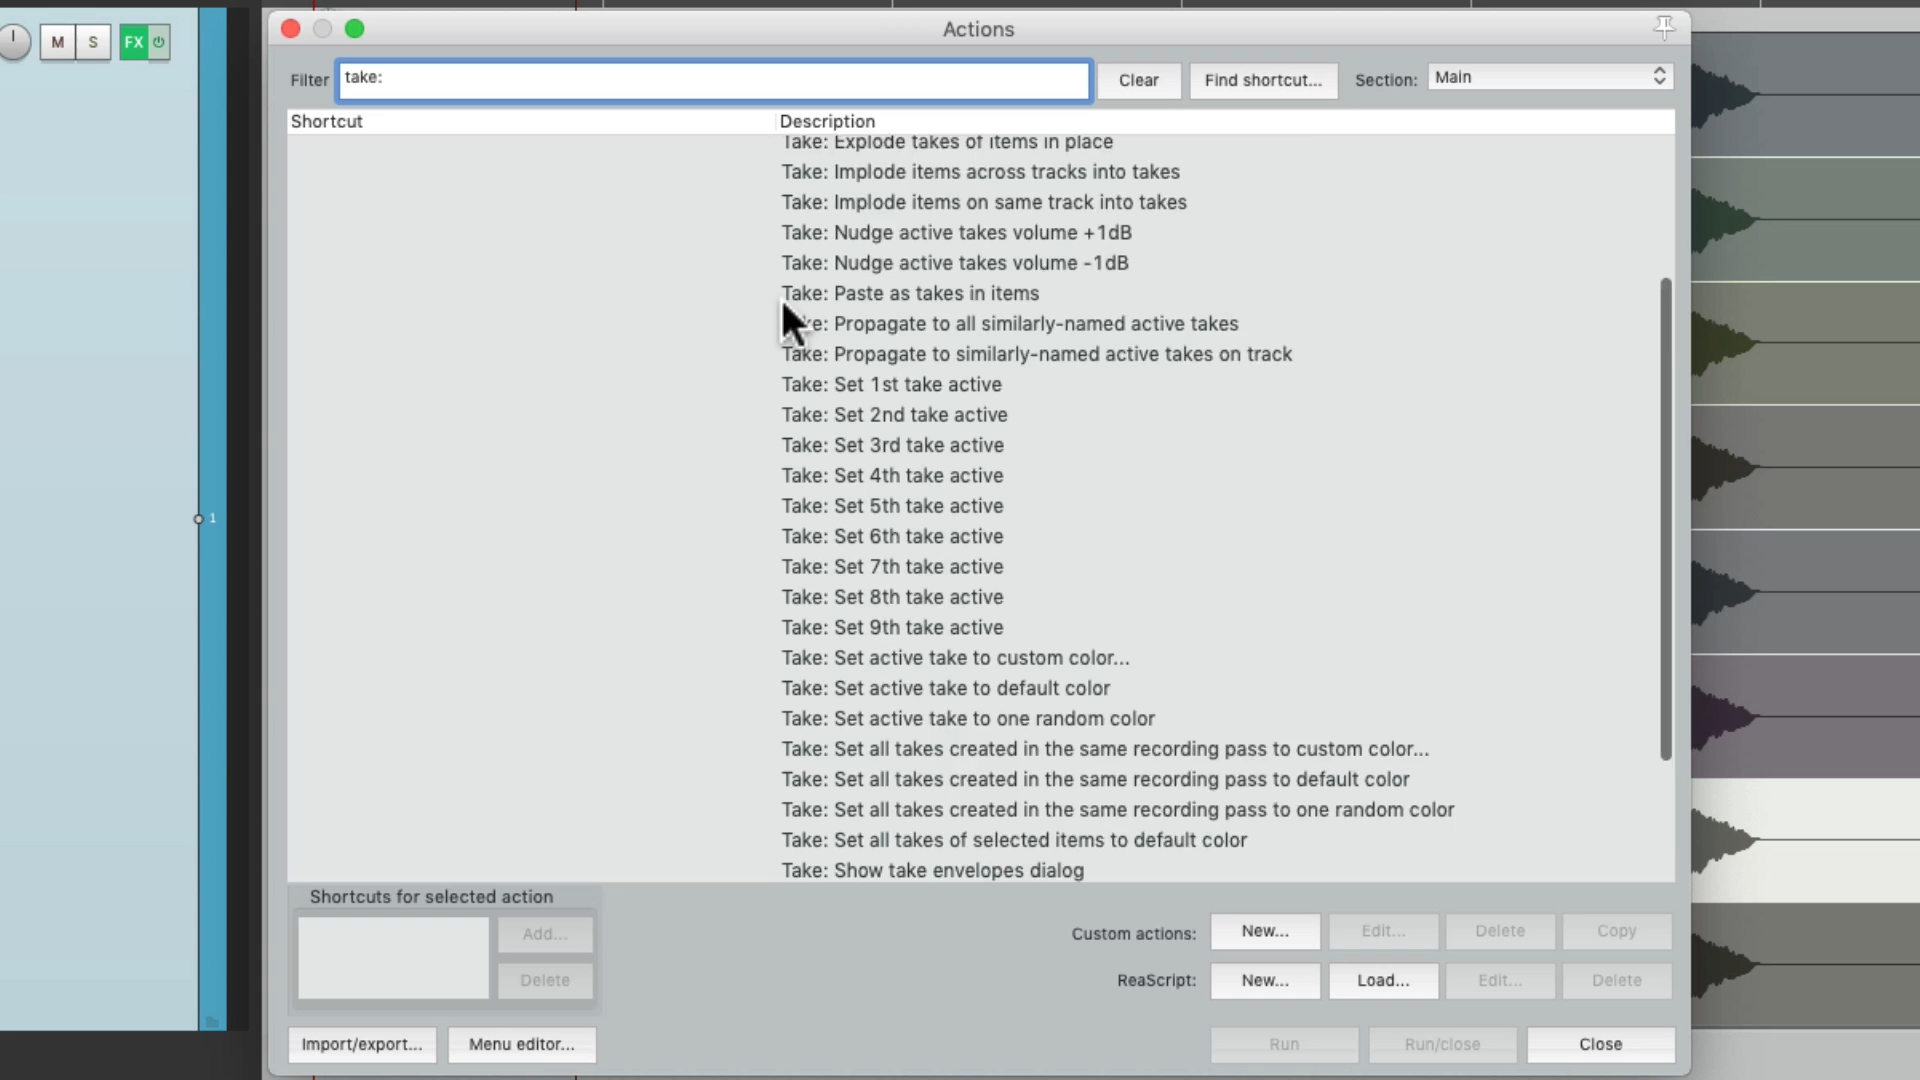 M S FX
Actions
Filter take: Clear Find shortcut... Section: Main
Shortcut Description
Take: Explode takes of items in place
Take: Implode items across tracks into takes
Take: Implode items on same track into takes
Take: Nudge active takes volume +1dB
Take: Nudge active takes volume -1dB
Take: Paste as takes in items
Propagate to all similarly-named active takes
Take: Propagate to similarly-named active takes on track
Take: Set 1st take active
Take: Set 2nd take active
Take: Set 3rd take active
Take: Set 4th take active
Take: Set 5th take active
1
Take: Set 6th take active
Take: Set 7th take active
Take: Set 8th take active
Take: Set 9th take active
Take: Set active take to custom color...
Take: Set active take to default color
Take: Set active take to one random color
Take: Set all takes created in the same recording pass to custom color...
Take: Set all takes created in the same recording pass to default color
Take: Set all takes created in the same recording pass to one random color
Take: Set all takes of selected items to default color
Take: Show take envelopes dialog
Shortcuts for selected action
Add...
Delete
Custom actions: New... Edit... Delete Copy
ReaScript: New... Load... Edit... Delete
Import/export... Menu editor... Run Run/close Close